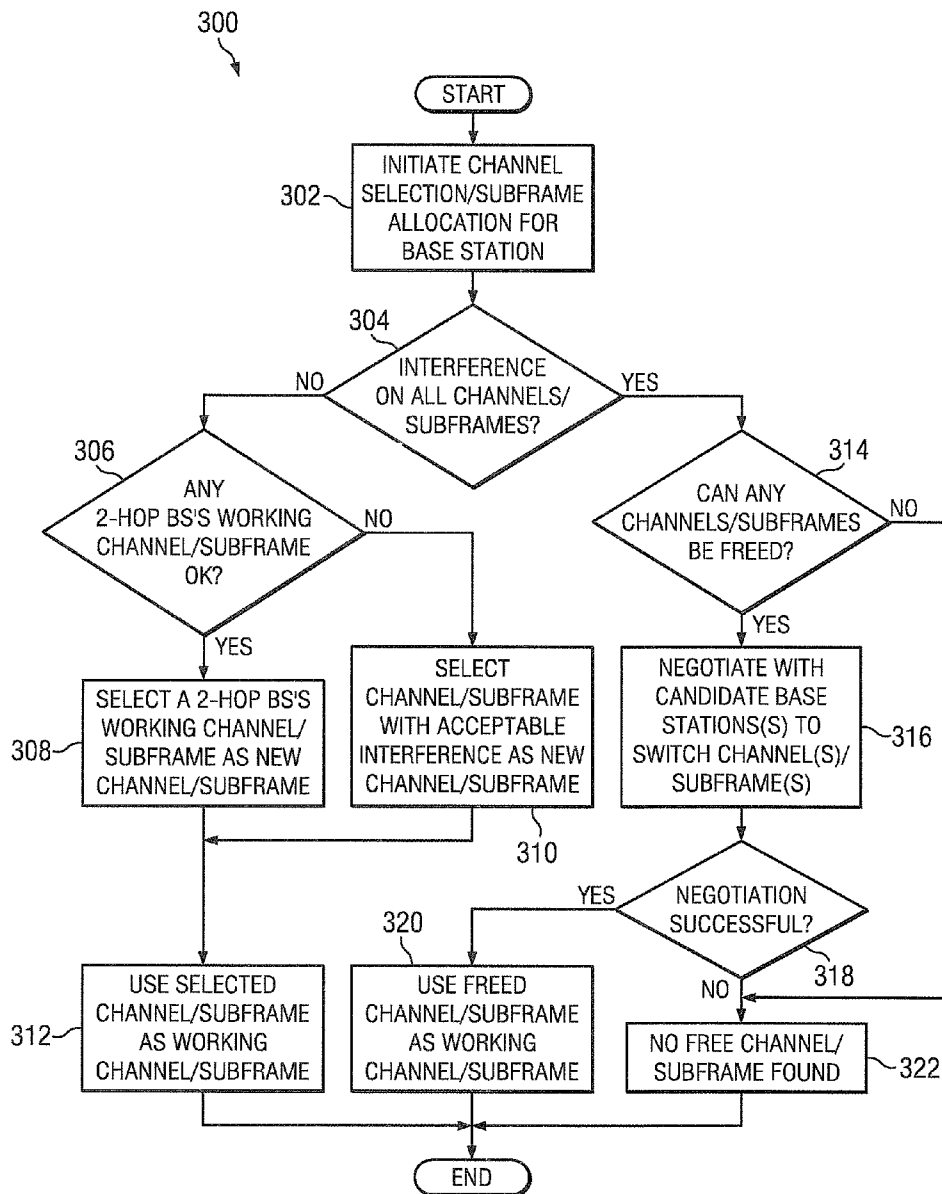 300
START
302
INITIATE CHANNEL
SELECTION/SUBFRAME
ALLOCATION FOR
BASE STATION
304
INTERFERENCE
ON ALL CHANNELS/
SUBFRAMES?
NO
YES
306
ANY
2-HOP BS'S WORKING
CHANNEL/SUBFRAME
OK?
NO
YES
314
CAN ANY
CHANNELS/SUBFRAMES
BE FREED?
NO
YES
308
SELECT A 2-HOP BS'S
WORKING CHANNEL/
SUBFRAME AS NEW
CHANNEL/SUBFRAME
SELECT
CHANNEL/SUBFRAME
WITH ACCEPTABLE
INTERFERENCE AS NEW
CHANNEL/SUBFRAME
310
NEGOTIATE WITH
CANDIDATE BASE
STATIONS(S) TO
SWITCH CHANNEL(S)/
SUBFRAME(S)
316
NEGOTIATION
SUCCESSFUL?
YES
318
NO
312
USE SELECTED
CHANNEL/SUBFRAME
AS WORKING
CHANNEL/SUBFRAME
320
USE FREED
CHANNEL/SUBFRAME
AS WORKING
CHANNEL/SUBFRAME
NO FREE CHANNEL/
SUBFRAME FOUND
322
END